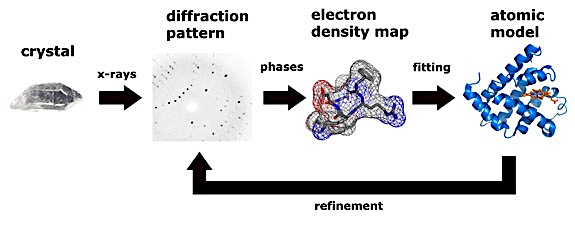 crystal
x-rays
diffraction
pattern
phases
electron
density map
fitting
atomic
model
refinement